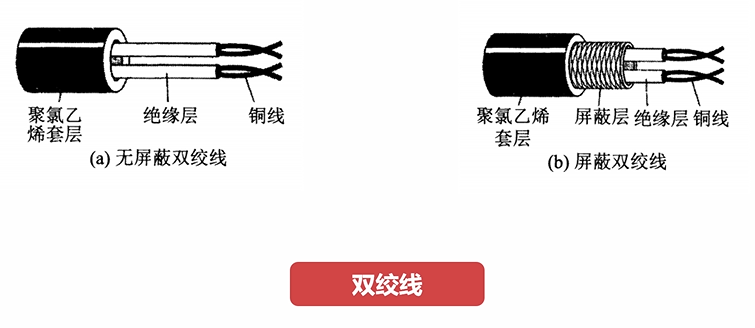 聚氯乙
烯套层
绝缘层
铜线
(a) 无屏蔽双绞线
聚氯乙烯
套层
屏蔽层
绝缘层
铜线
(b) 屏蔽双绞线
双绞线